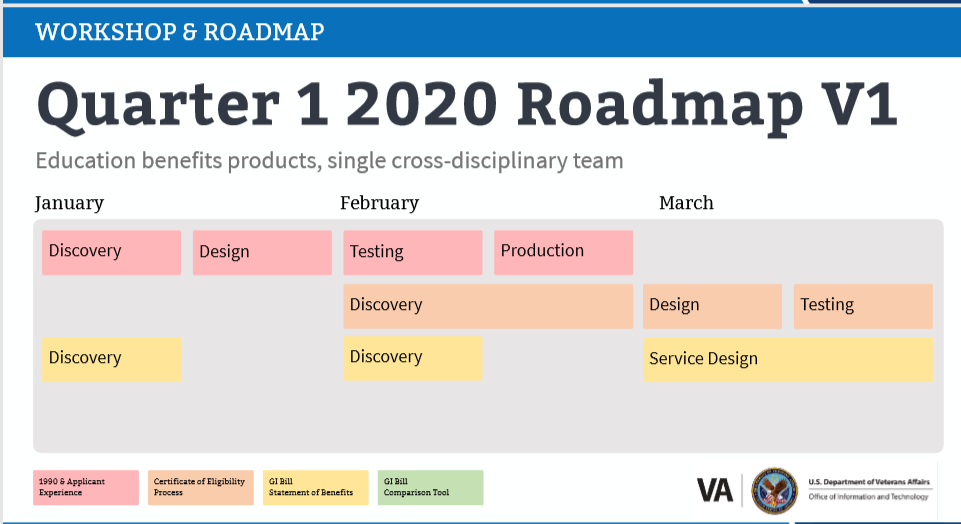 WORKSHOP & ROADMAP
Quarter 1 2020 Roadmap V1
Education benefits products, single cross-disciplinary team
January February March
Discovery Design Testing Production
Discovery Design Testing
Discovery Discovery Service Design
1990 & Applicant
Experience
Certificate of Eligibility
Process
GI Bill
Statement of Benefits
GI Bill
Comparison Tool
VA
U.S. Department of Veterans Affairs
Office of Information and Technology